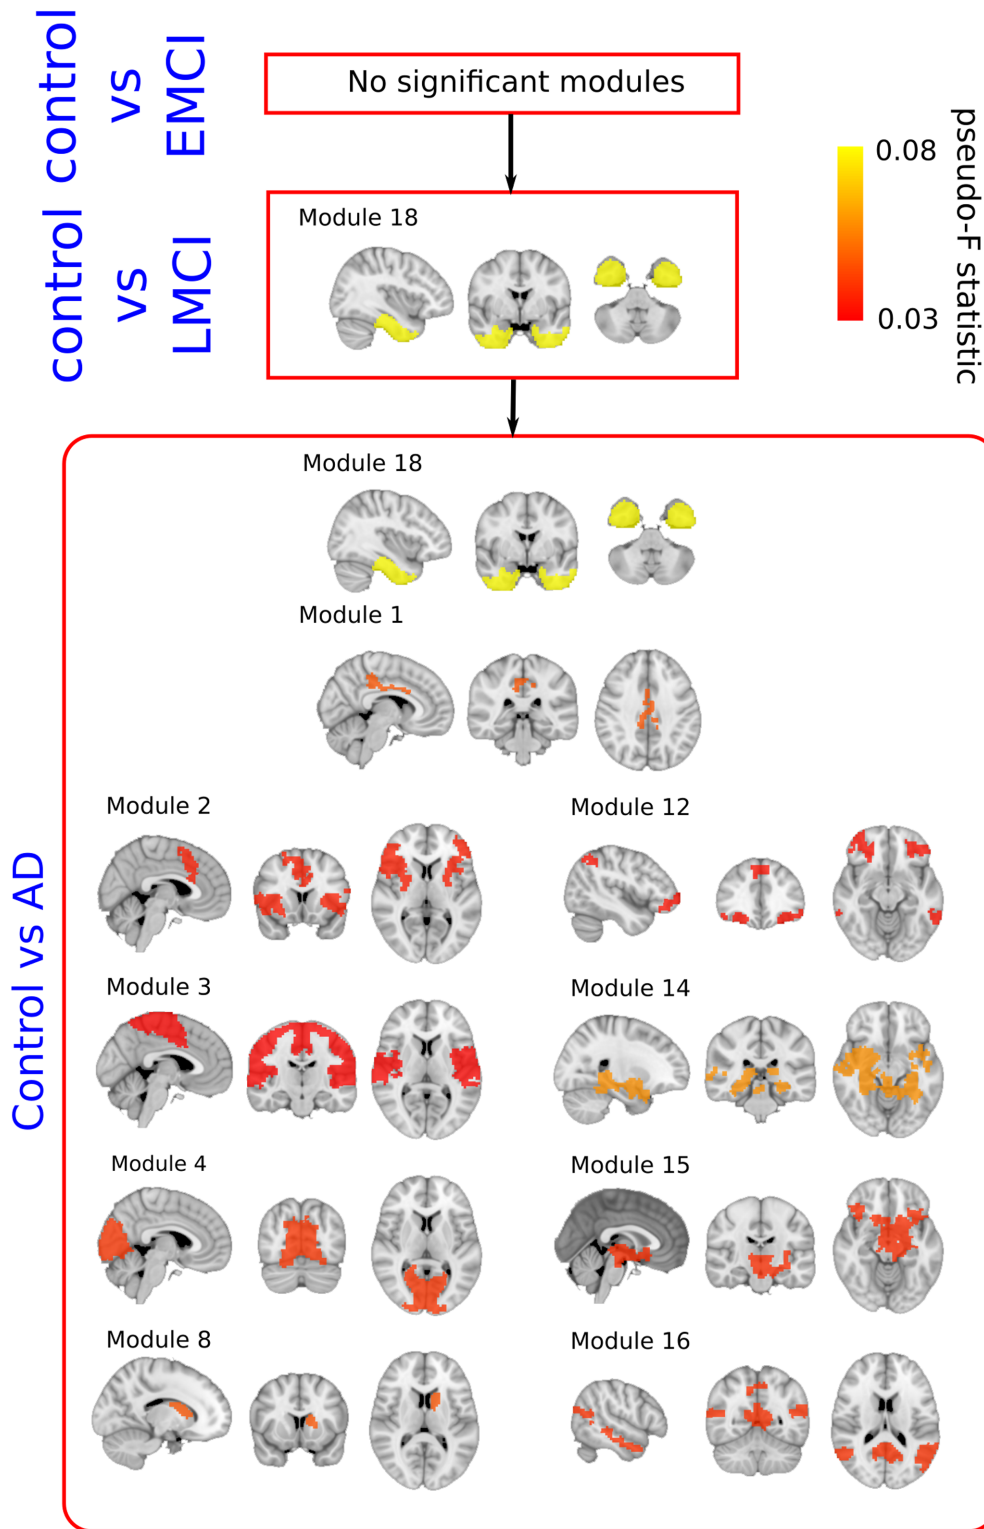 control
vs
EMCI
No significant modules
0.08
0.03
pseudo-F statistic
control
vs
LMCI
Module 18
Control vs AD
Module 18
Module 1
Module 2
Module 12
Module 3
Module 14
Module 4
Module 15
Module 8
Module 16